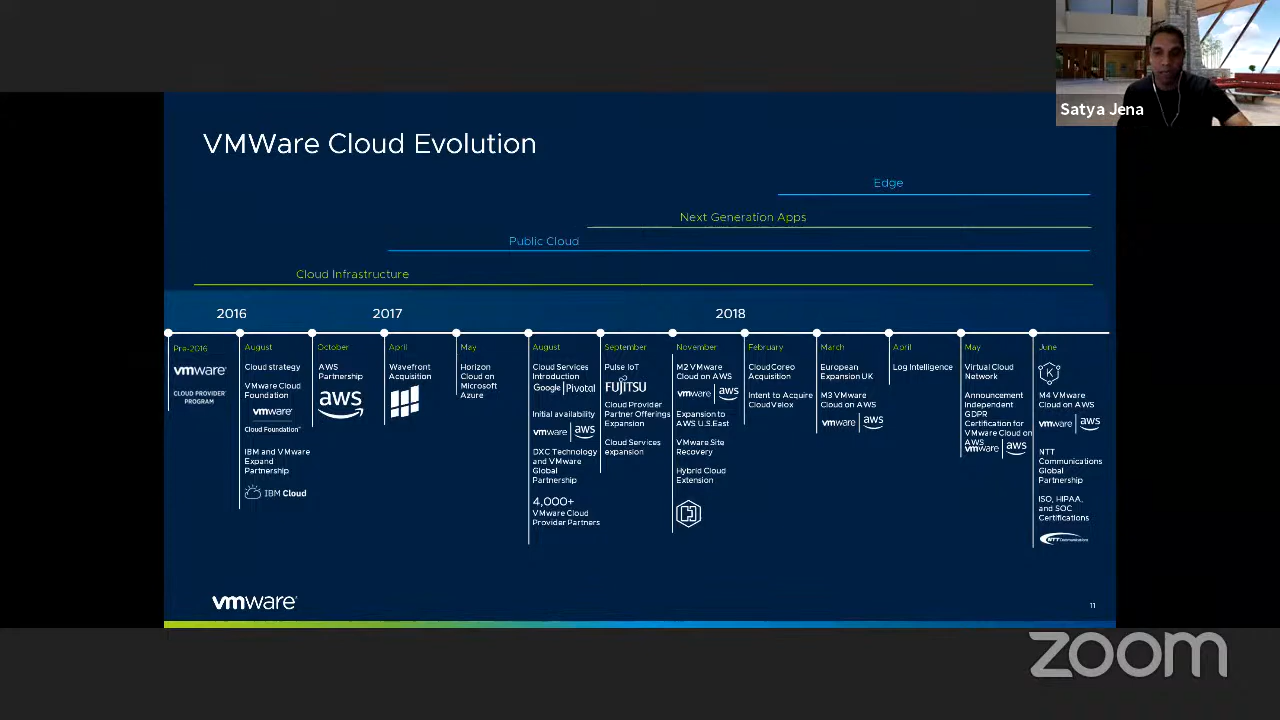 Satya Jena
VMWare Cloud Evolution
Edge
Next Generation Apps
Public Cloud
Cloud Infrastructure
2016
2017
2018
Pre-2016
vmware®
CLOUD PROVIDER™
PROGRAM
August
Cloud strategy
VMware Cloud
Foundation
vmware®
Cloud Foundation™
IBM and VMware
Expand
Partnership
IBM Cloud
October
AWS
Partnership
aws
April
Wavefront
Acquisition
May
Horizon
Cloud on
Microsoft
Azure
August
Cloud Services
Introduction
Google | Pivotal
Initial availability
vmware | aws
DXC Technology
and VMware
Global
Partnership
4,000+
VMware Cloud
Provider Partners
September
Pulse IoT
FUJITSU
Cloud Provider
Partner Offerings
Expansion
Cloud Services
expansion
November
M2 VMware
Cloud on AWS
vmware | aws
Expansion to
AWS U.S.East
VMware Site
Recovery
Hybrid Cloud
Extension
February
CloudCoreo
Acquisition
Intent to Acquire
CloudVelox
March
European
Expansion UK
M3 VMware
Cloud on AWS
vmware | aws
April
Log Intelligence
May
Virtual Cloud
Network
Announcement
Independent
GDPR
Certification for
VMware Cloud on
AWS
vmware | aws
June
M4 VMware
Cloud on AWS
vmware | aws
NTT
Communications
Global
Partnership
ISO, HIPAA,
and SOC
Certifications
NTT Communications
vmware®
11
zoom